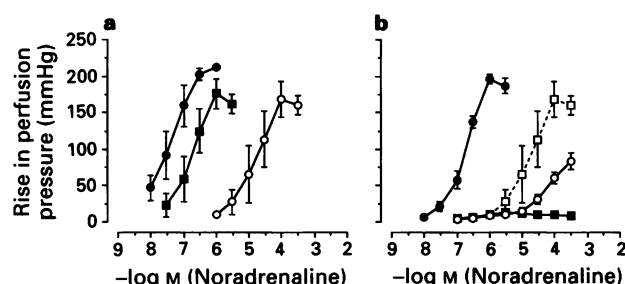 a
b
Rise in perfusion
pressure (mmHg)
250
200
150
100
50
0
9 8 7 6 5 4 3 2
9 8 7 6 5 4 3 2
–log M (Noradrenaline)
–log M (Noradrenaline)